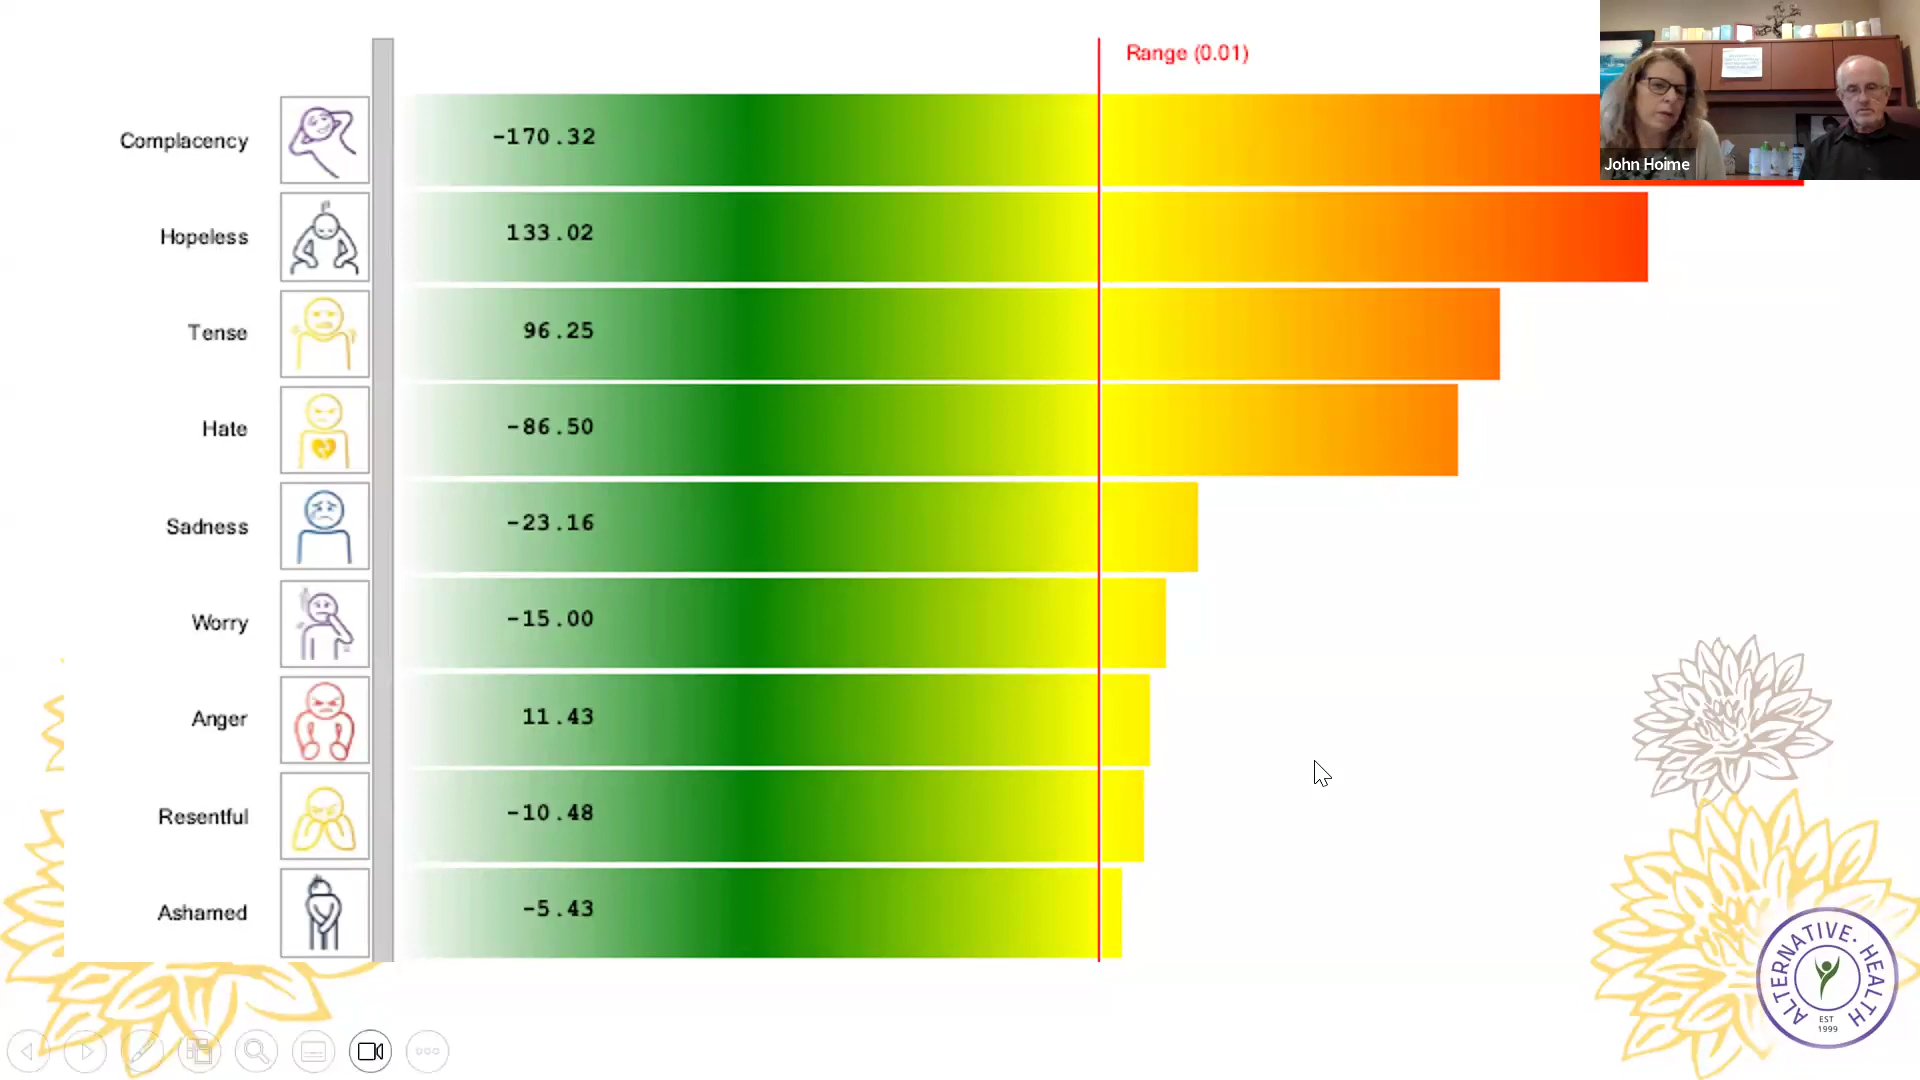 Range (0.01)
Complacency -170.32
Hopeless 133.02
Tense 96.25
Hate -86.50
Sadness -23.16
Worry -15.00
Anger 11.43
Resentful -10.48
Ashamed -5.43
John Hoime
ALTERNATIVE· HEALTH
EST
1999